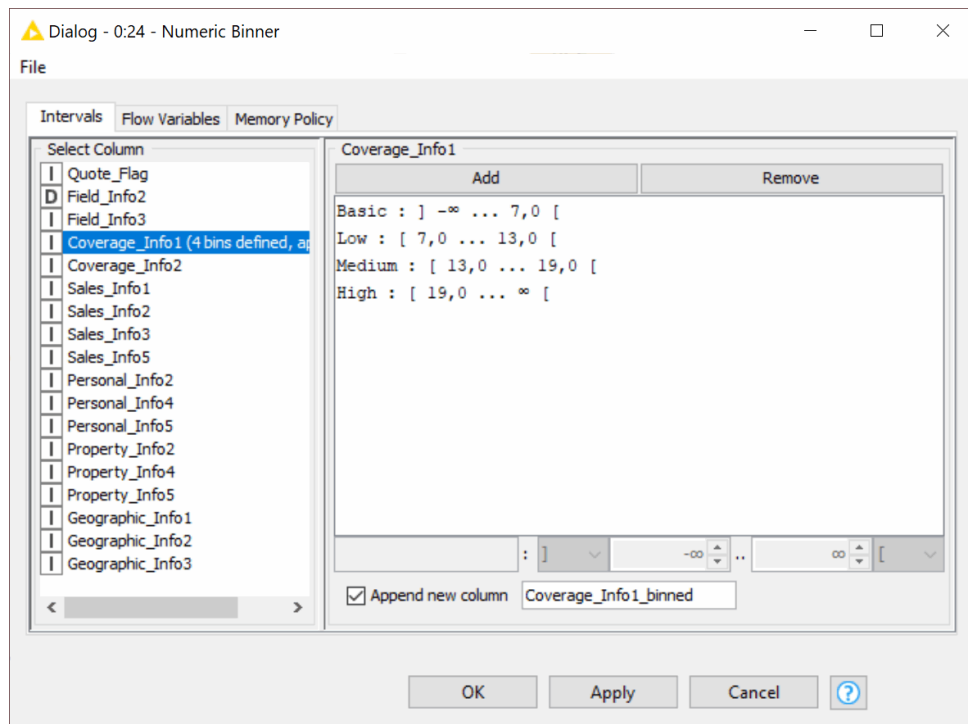 Dialog - 0:24 - Numeric Binner
File
Intervals Flow Variables Memory Policy
Select Column
I Quote_Flag
D Field_Info2
I Field_Info3
I Coverage_Info1 (4 bins defined, ap
I Coverage_Info2
I Sales_Info1
I Sales_Info2
I Sales_Info3
I Sales_Info5
I Personal_Info2
I Personal_Info4
I Personal_Info5
I Property_Info2
I Property_Info4
I Property_Info5
I Geographic_Info1
I Geographic_Info2
I Geographic_Info3
Coverage_Info1
Add Remove
Basic : ] -∞ ... 7,0 [
Low : [ 7,0 ... 13,0 [
Medium : [ 13,0 ... 19,0 [
High : [ 19,0 ... ∞ [
: ] -∞ .. ∞ [
Append new column Coverage_Info1_binned
OK Apply Cancel ?